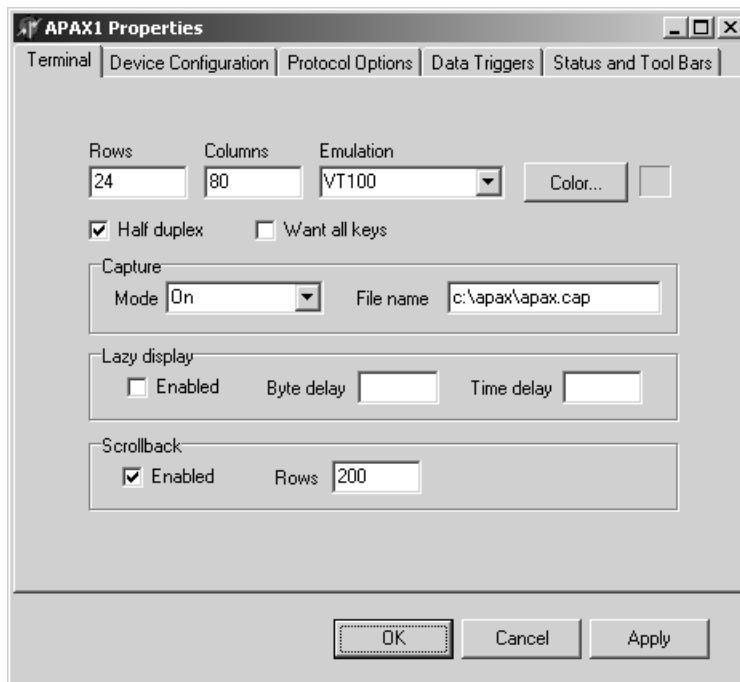 APAX1 Properties
Terminal Device Configuration Protocol Options Data Triggers Status and Tool Bars
Rows Columns Emulation
24 80 VT100 Color...
Half duplex Want all keys
Capture
Mode On File name c:\apax\apax.cap
Lazy display
Enabled Byte delay Time delay
Scrollback
Enabled Rows 200
OK Cancel Apply